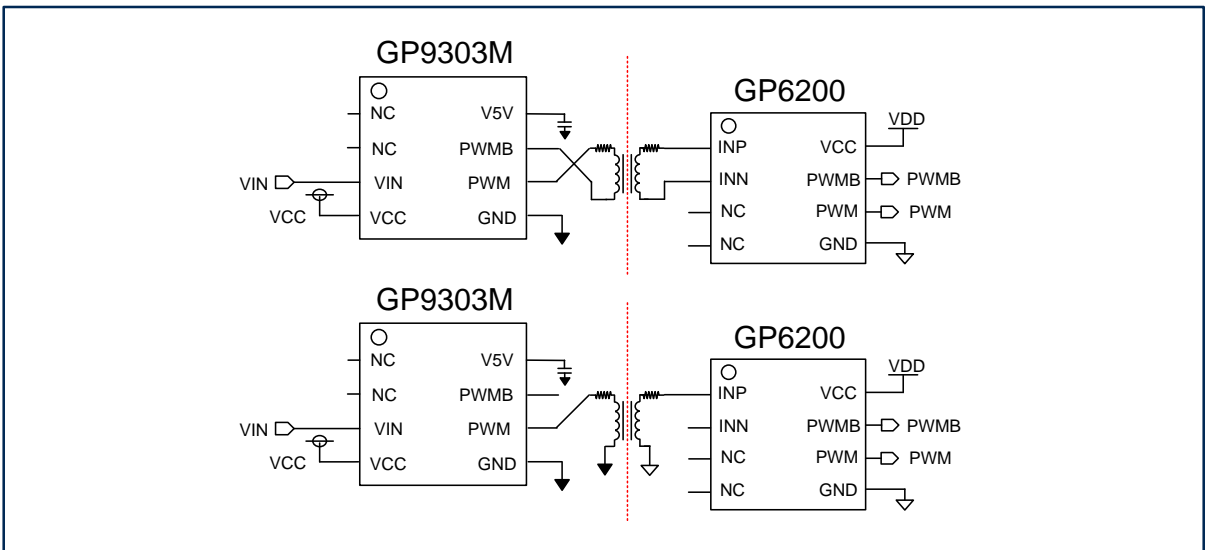 GP9303M
GP6200
NC V5V
NC PWMB
VIN VIN PWM
VCC VCC GND
VDD
INP VCC
INN PWMB PWMB
NC PWM PWM
NC GND
GP9303M
GP6200
NC V5V
NC PWMB
VIN VIN PWM
VCC VCC GND
VDD
INP VCC
INN PWMB PWMB
NC PWM PWM
NC GND